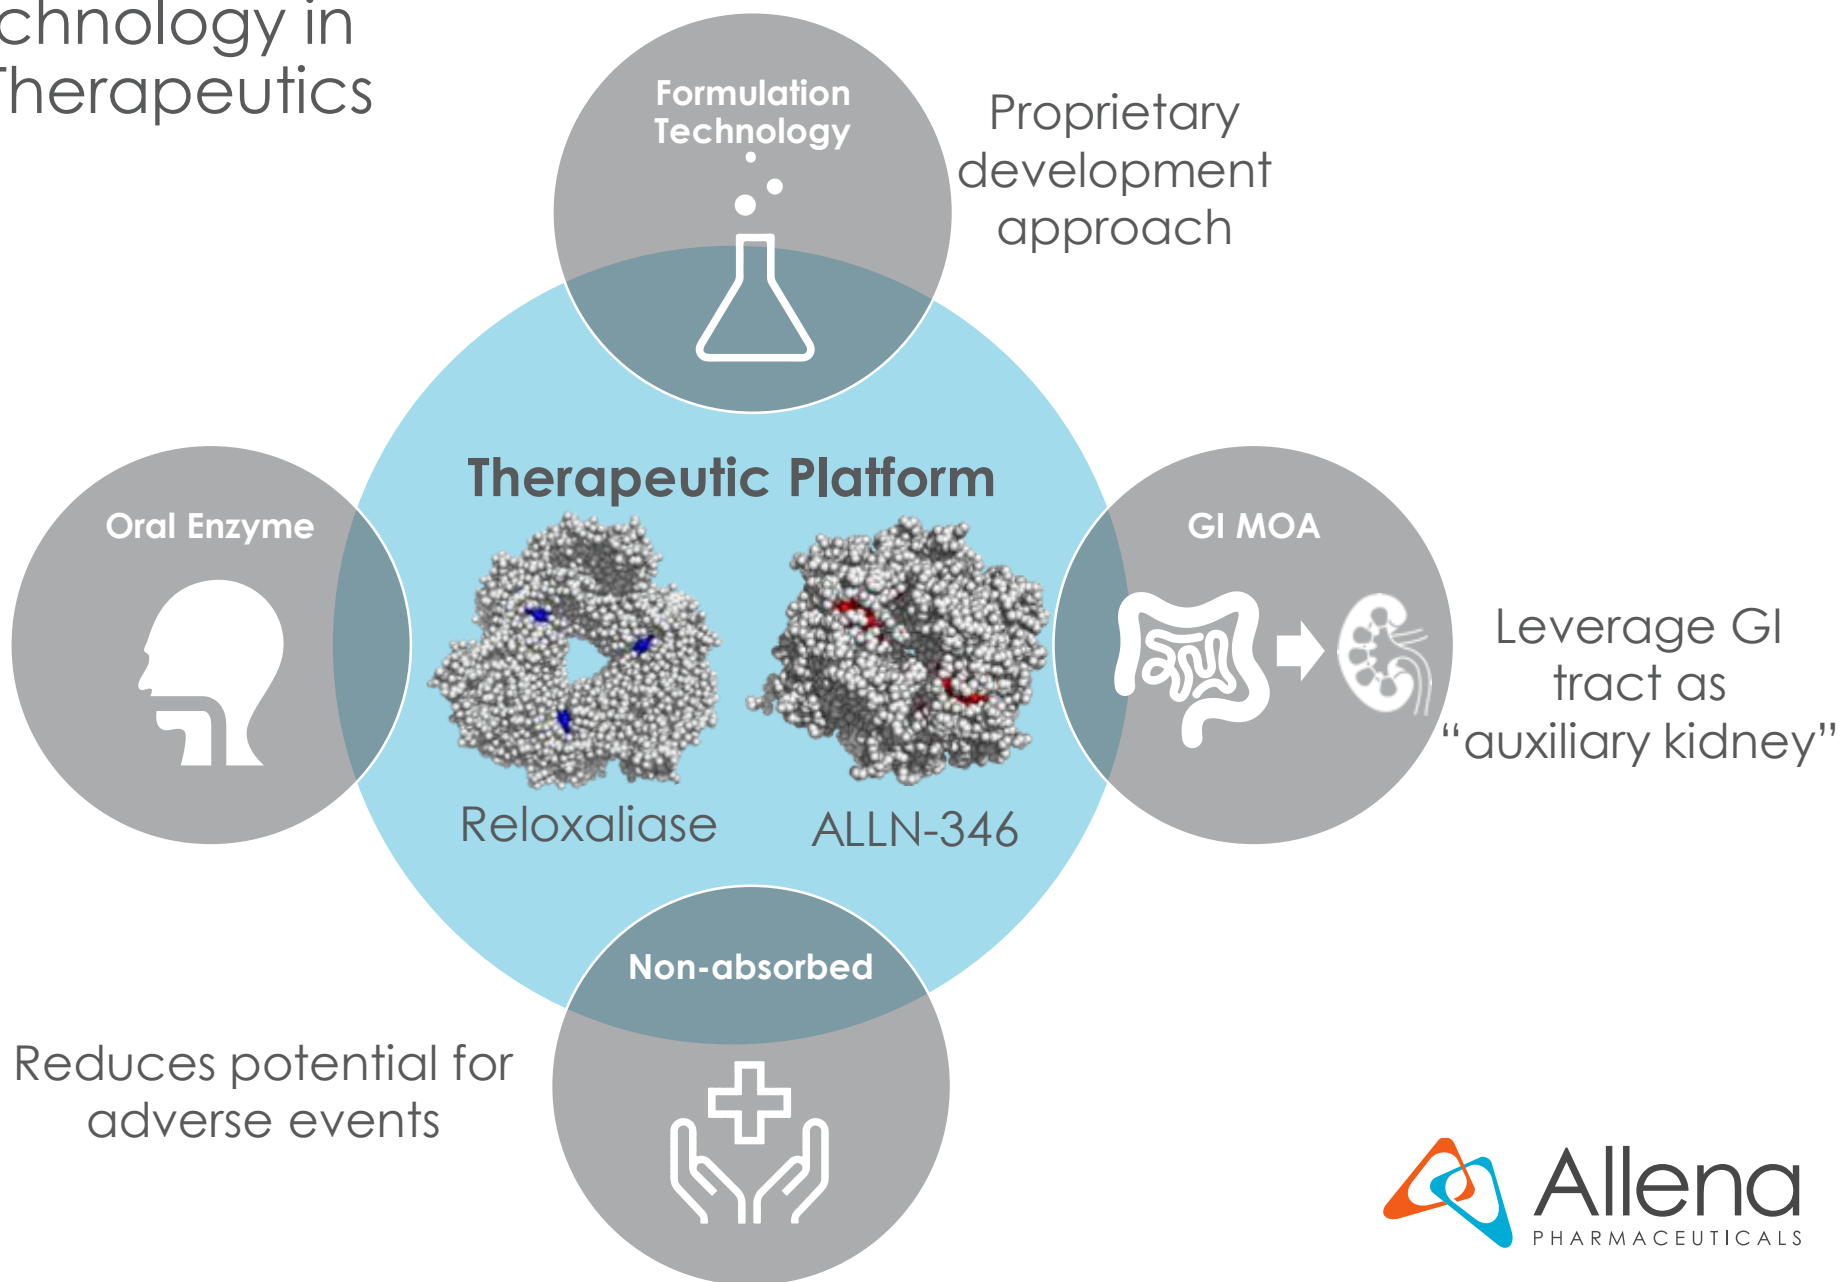 chnology in
Therapeutics
Formulation
Technology
Proprietary
development
approach
Therapeutic Platform
Oral Enzyme
GI MOA
Leverage GI
tract as
“auxiliary kidney”
Reloxaliase
ALLN-346
Non-absorbed
Reduces potential for
adverse events
Allena
PHARMACEUTICALS